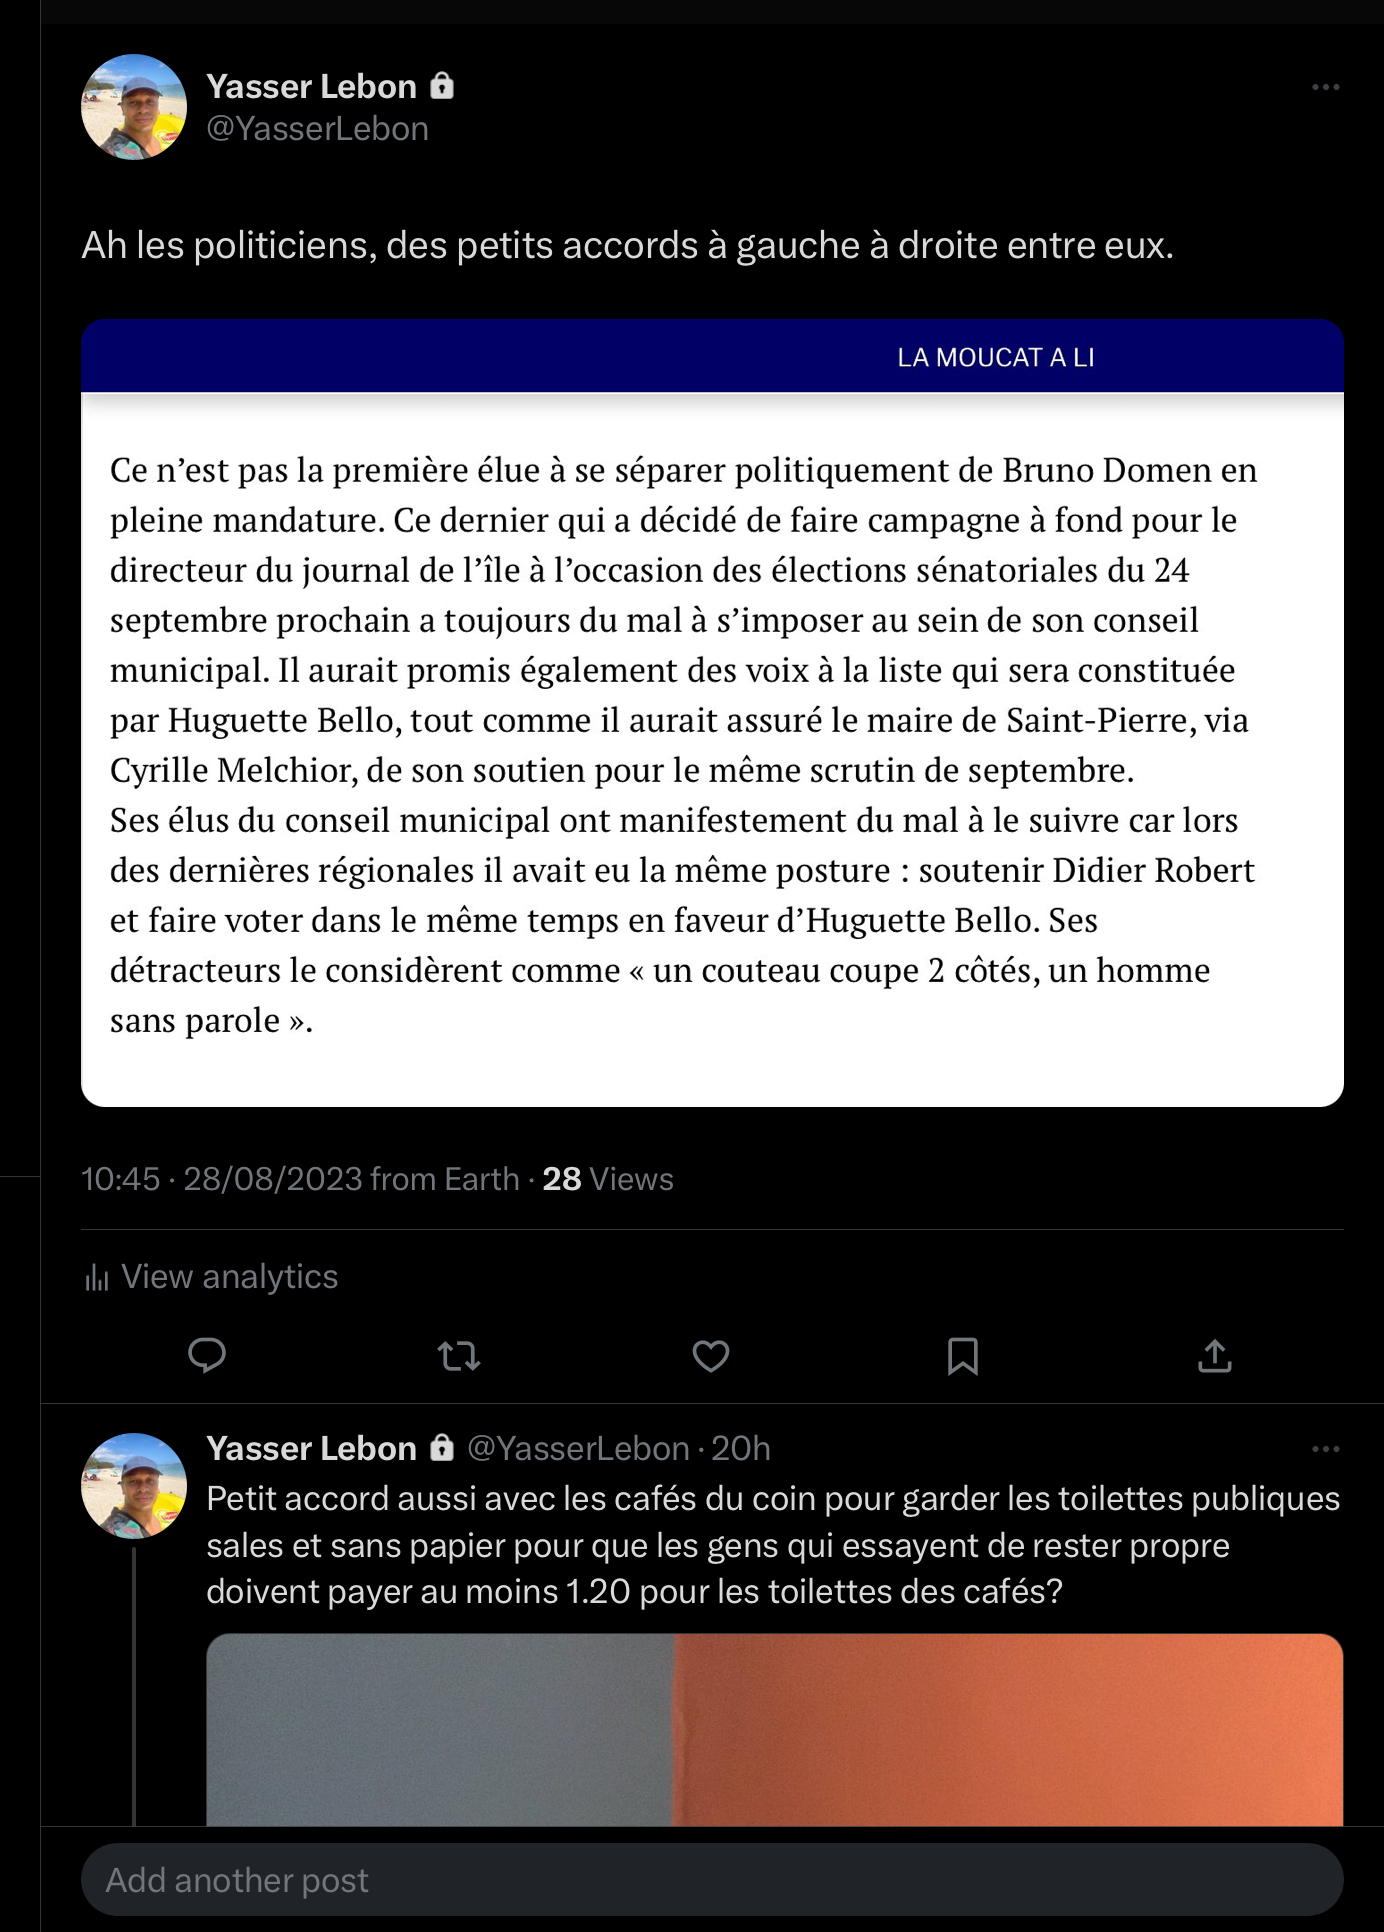 Yasser Lebon
@YasserLebon
Ah les politiciens, des petits accords à gauche à droite entre eux.
LA MOUCAT A LI
Ce n’est pas la première élue à se séparer politiquement de Bruno Domen en
pleine mandature. Ce dernier qui a décidé de faire campagne à fond pour le
directeur du journal de l’île à l’occasion des élections sénatoriales du 24
septembre prochain a toujours du mal à s’imposer au sein de son conseil
municipal. Il aurait promis également des voix à la liste qui sera constituée
par Huguette Bello, tout comme il aurait assuré le maire de Saint-Pierre, via
Cyrille Melchior, de son soutien pour le même scrutin de septembre.
Ses élus du conseil municipal ont manifestement du mal à le suivre car lors
des dernières régionales il avait eu la même posture : soutenir Didier Robert
et faire voter dans le même temps en faveur d’Huguette Bello. Ses
détracteurs le considèrent comme « un couteau coupe 2 côtés, un homme
sans parole ».
10:45 · 28/08/2023 from Earth · 28 Views
View analytics
Yasser Lebon @YasserLebon · 20h
Petit accord aussi avec les cafés du coin pour garder les toilettes publiques
sales et sans papier pour que les gens qui essayent de rester propre
doivent payer au moins 1.20 pour les toilettes des cafés?
Add another post